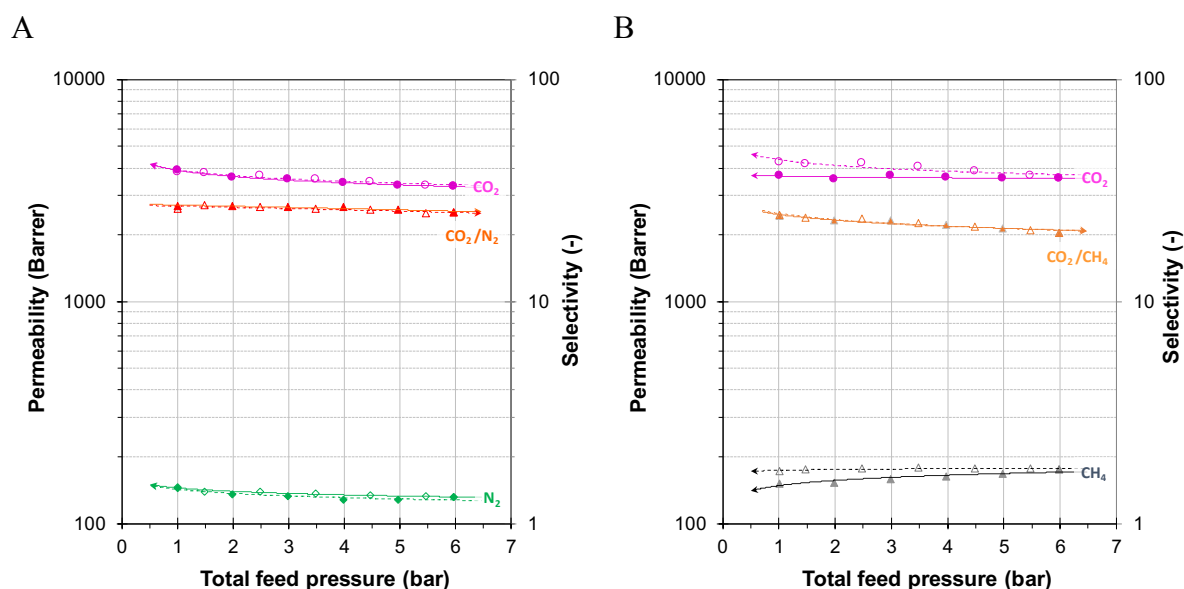 A
B
10000
1000
100
100
10
1
0 1 2 3 4 5 6 7
Permeability (Barrer)
Selectivity (-)
Total feed pressure (bar)
CO₂
CO₂/N₂
N₂
10000
1000
100
100
10
1
0 1 2 3 4 5 6 7
Permeability (Barrer)
Selectivity (-)
Total feed pressure (bar)
CO₂
CO₂/CH₄
CH₄